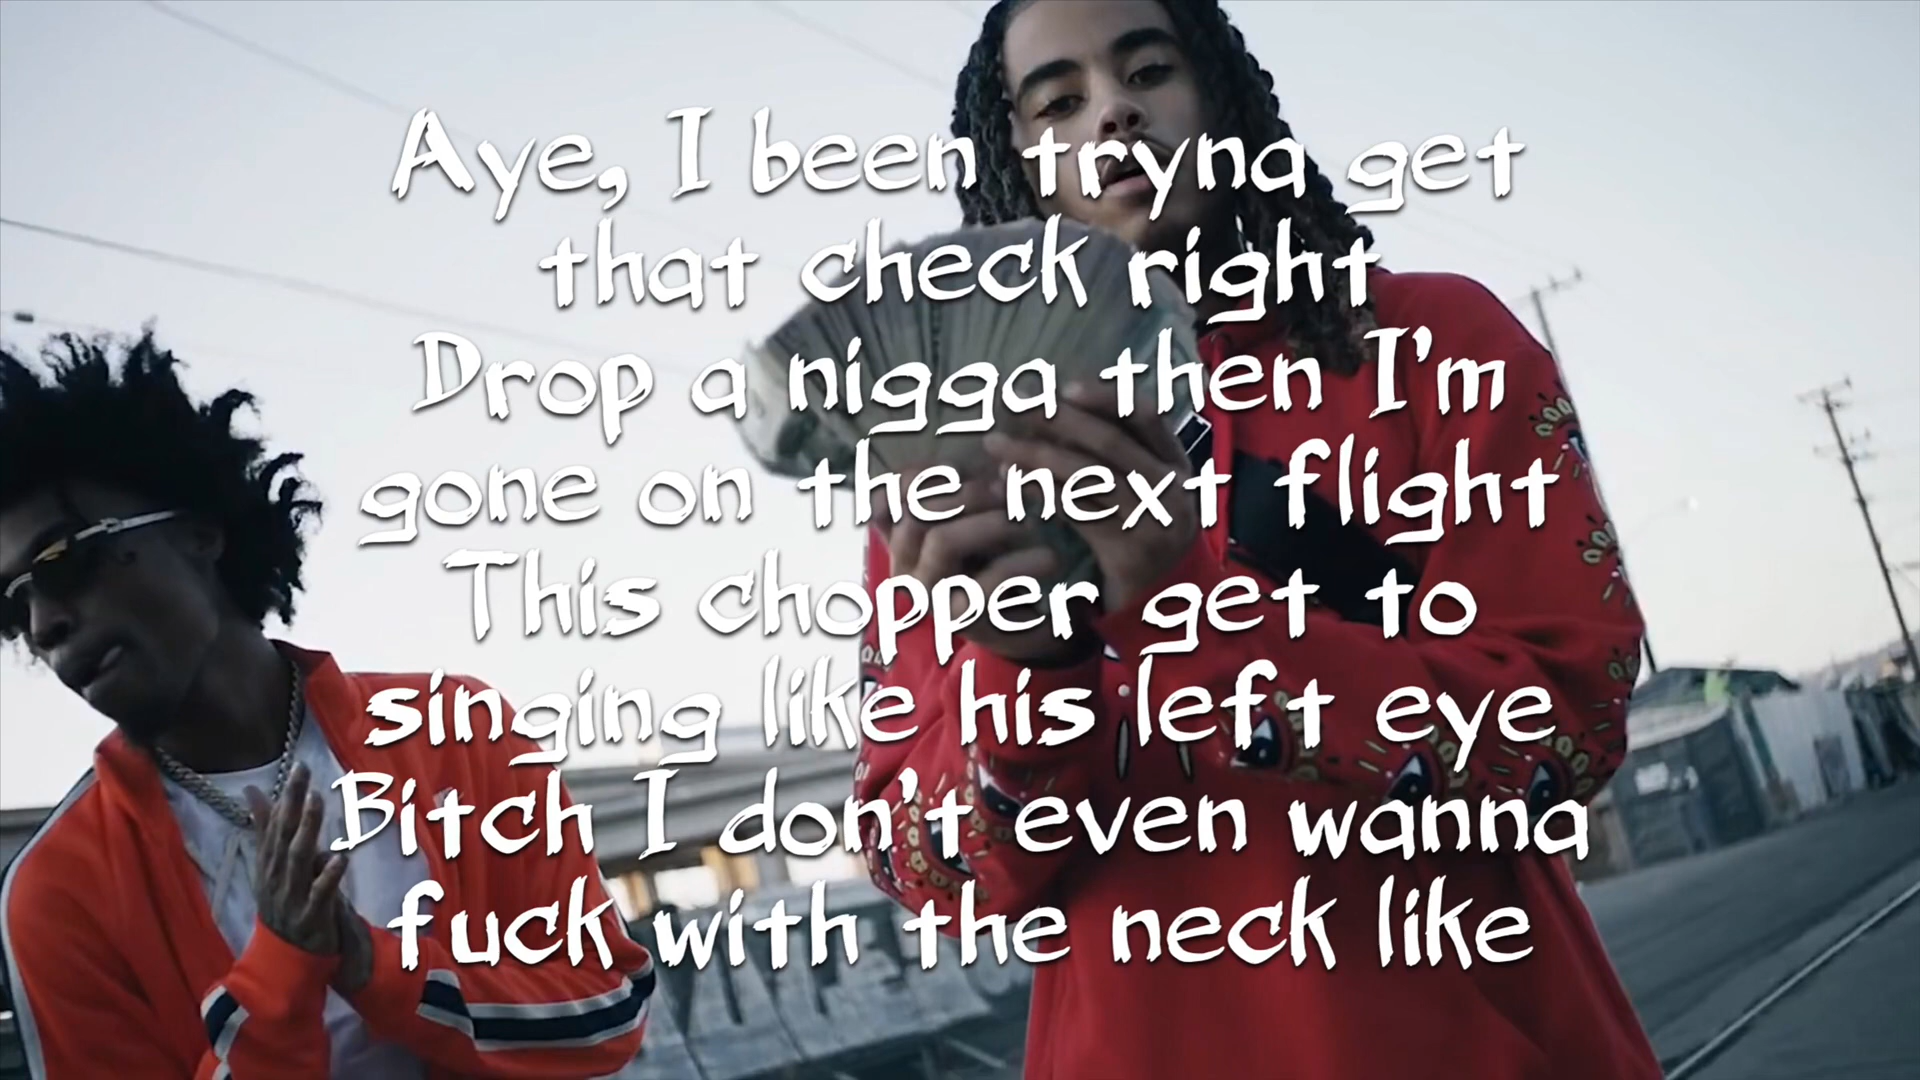 Aye, I been tryna get
that check right
Drop a nigga then I'm
gone on the next flight
This chopper get to
singing like his left eye
Bitch I don't even wanna
fuck with the neck like